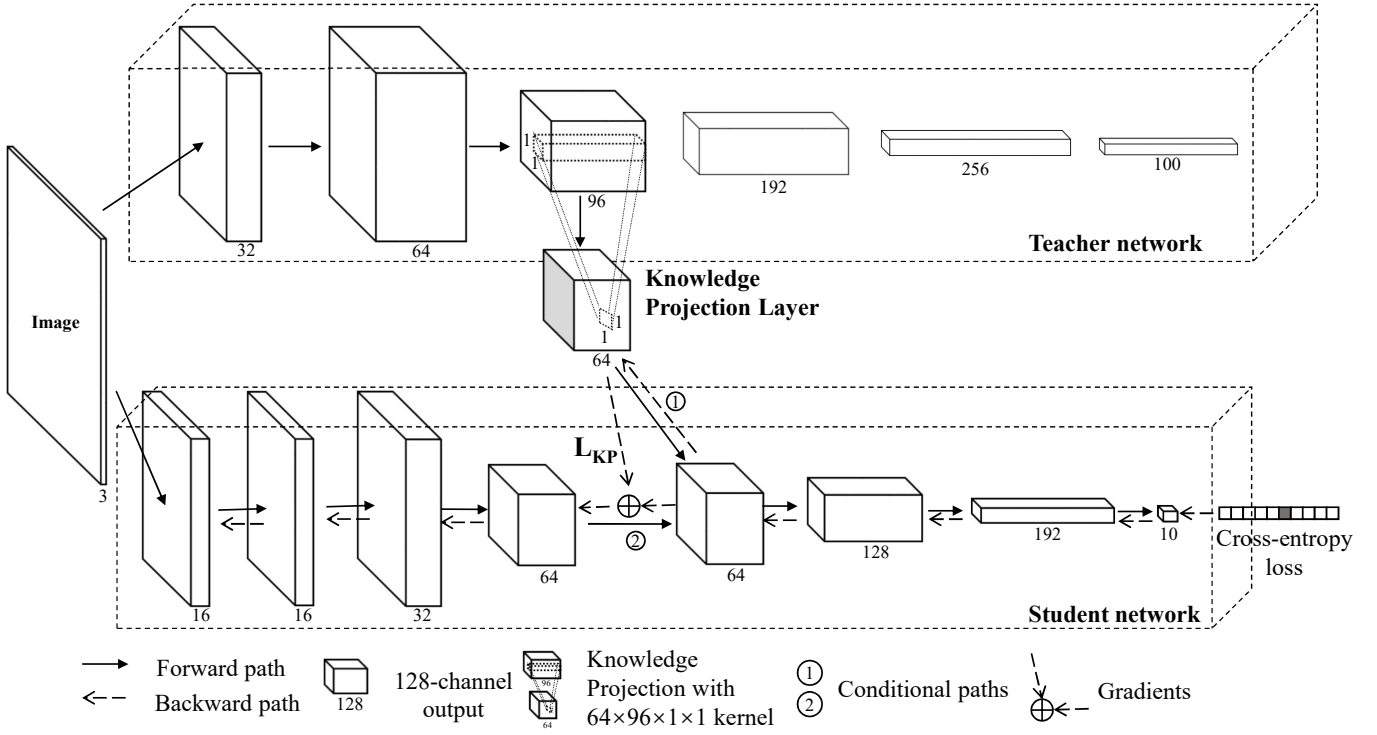 1
1
32
64
96
192
256
100
Teacher network
Knowledge
Projection Layer
1
1
64
Image
3
①
L_KP
②
16
16
32
64
64
128
192
10
Cross-entropy
loss
Student network
Forward path
Backward path
128
128-channel
output
96
64
Knowledge
Projection with
64×96×1×1 kernel
①
②
Conditional paths
Gradients